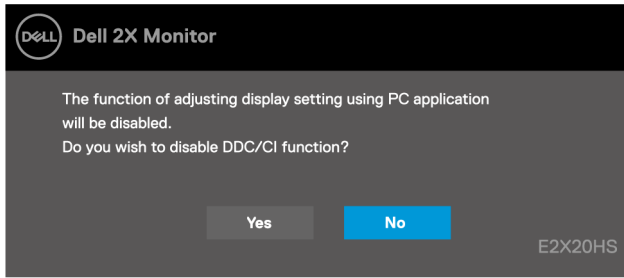 DELL Dell 2X Monitor
The function of adjusting display setting using PC application
will be disabled.
Do you wish to disable DDC/CI function?
Yes No
E2X20HS